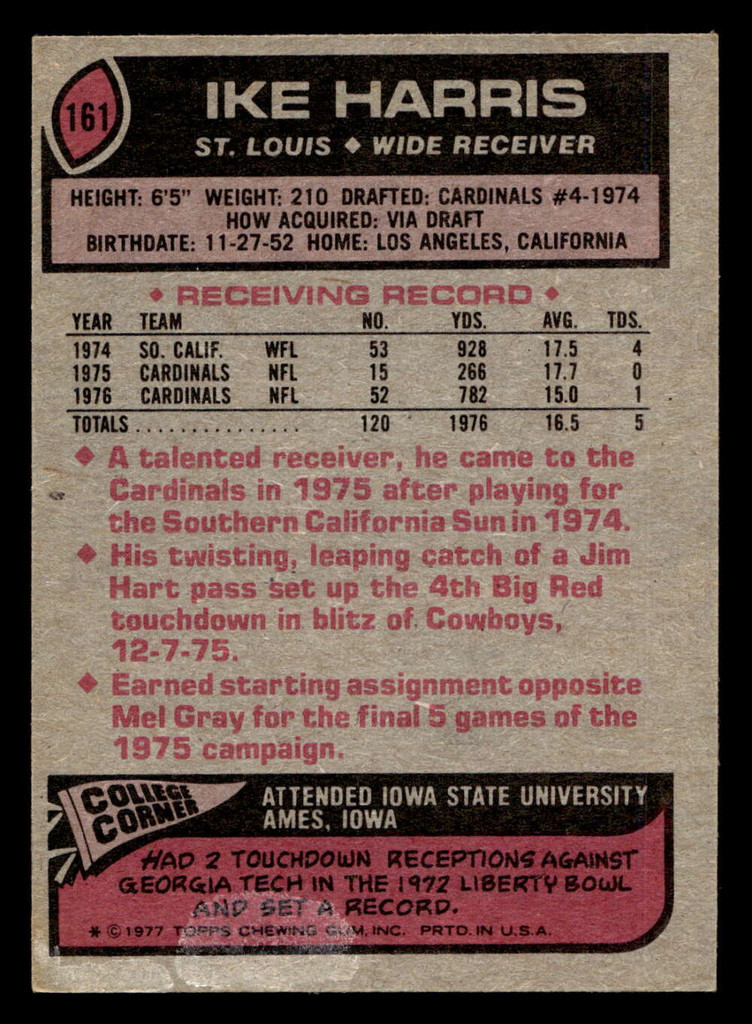 161
IKE HARRIS
ST. LOUIS ◆ WIDE RECEIVER
HEIGHT: 6'5" WEIGHT: 210 DRAFTED: CARDINALS #4-1974
HOW ACQUIRED: VIA DRAFT
BIRTHDATE: 11-27-52 HOME: LOS ANGELES, CALIFORNIA
◆ RECEIVING RECORD ◆
YEAR TEAM NO. YDS. AVG. TDS.
1974 SO. CALIF. WFL 53 928 17.5 4
1975 CARDINALS NFL 15 266 17.7 0
1976 CARDINALS NFL 52 782 15.0 1
TOTALS . . . . . . . . . . . . . . . 120 1976 16.5 5
◆ A talented receiver, he came to the
Cardinals in 1975 after playing for
the Southern California Sun in 1974.
◆ His twisting, leaping catch of a Jim
Hart pass set up the 4th Big Red
touchdown in blitz of Cowboys,
12-7-75.
◆ Earned starting assignment opposite
Mel Gray for the final 5 games of the
1975 campaign.
COLLEGE
CORNER
ATTENDED IOWA STATE UNIVERSITY
AMES, IOWA
HAD 2 TOUCHDOWN RECEPTIONS AGAINST
GEORGIA TECH IN THE 1972 LIBERTY BOWL
AND SET A RECORD.
* © 1977 TOPPS CHEWING GUM, INC. PRTD. IN U.S.A.